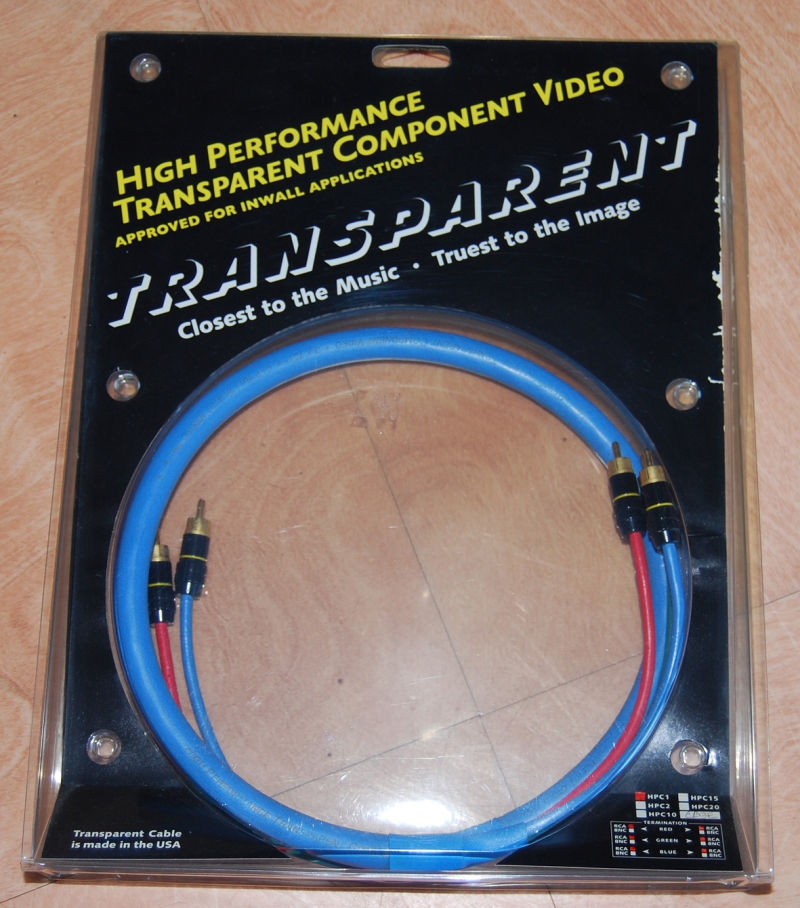 HIGH PERFORMANCE
TRANSPARENT COMPONENT VIDEO
APPROVED FOR INWALL APPLICATIONS
TRANSPARENT
Closest to the Music • Truest to the Image
HPC1 HPC15
HPC2 HPC20
HPC10
TERMINATION
RCA RED RCA
BNC BNC
RCA GREEN RCA
BNC BNC
RCA BLUE RCA
BNC BNC
Transparent Cable
is made in the USA